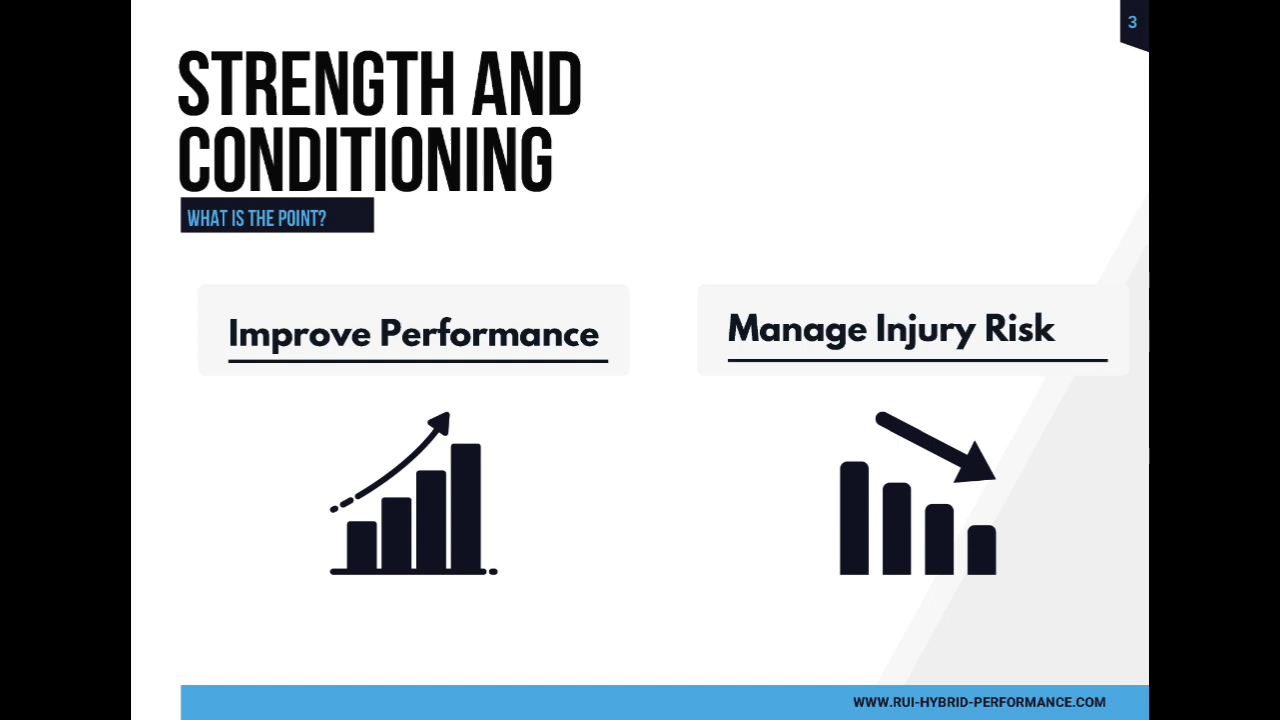 3
STRENGTH AND
CONDITIONING
WHAT IS THE POINT?
Improve Performance
Manage Injury Risk
WWW.RUI-HYBRID-PERFORMANCE.COM